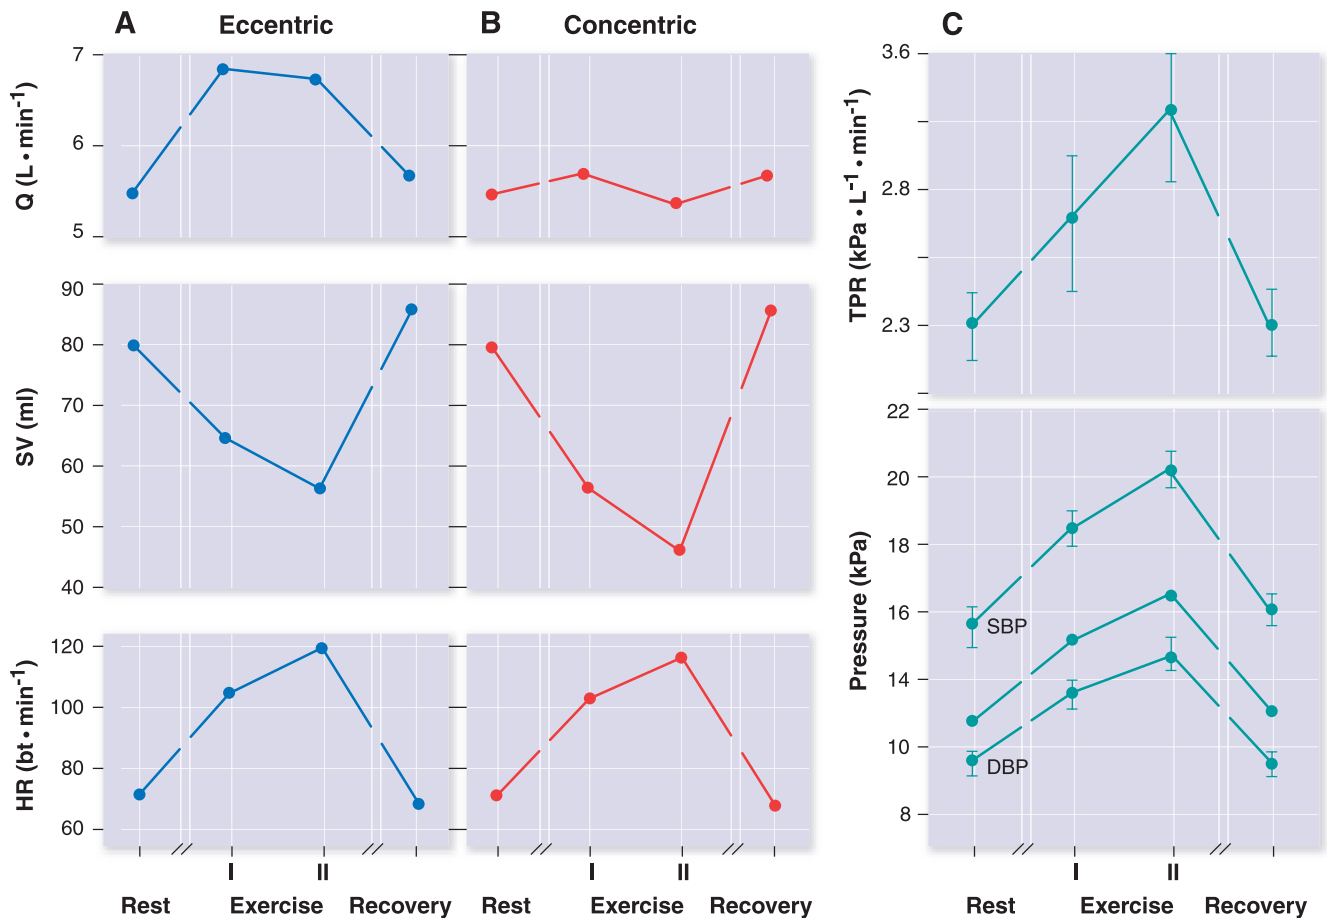 A Eccentric
B Concentric
C
Q (L • min⁻¹)
7
6
5
SV (ml)
90
80
70
60
50
40
HR (bt • min⁻¹)
120
100
80
60
I II
I II
Rest Exercise Recovery
Rest Exercise Recovery
TPR (kPa • L⁻¹ • min⁻¹)
3.6
2.8
2.3
Pressure (kPa)
22
20
18
16
14
10
8
SBP
DBP
I II
Rest Exercise Recovery